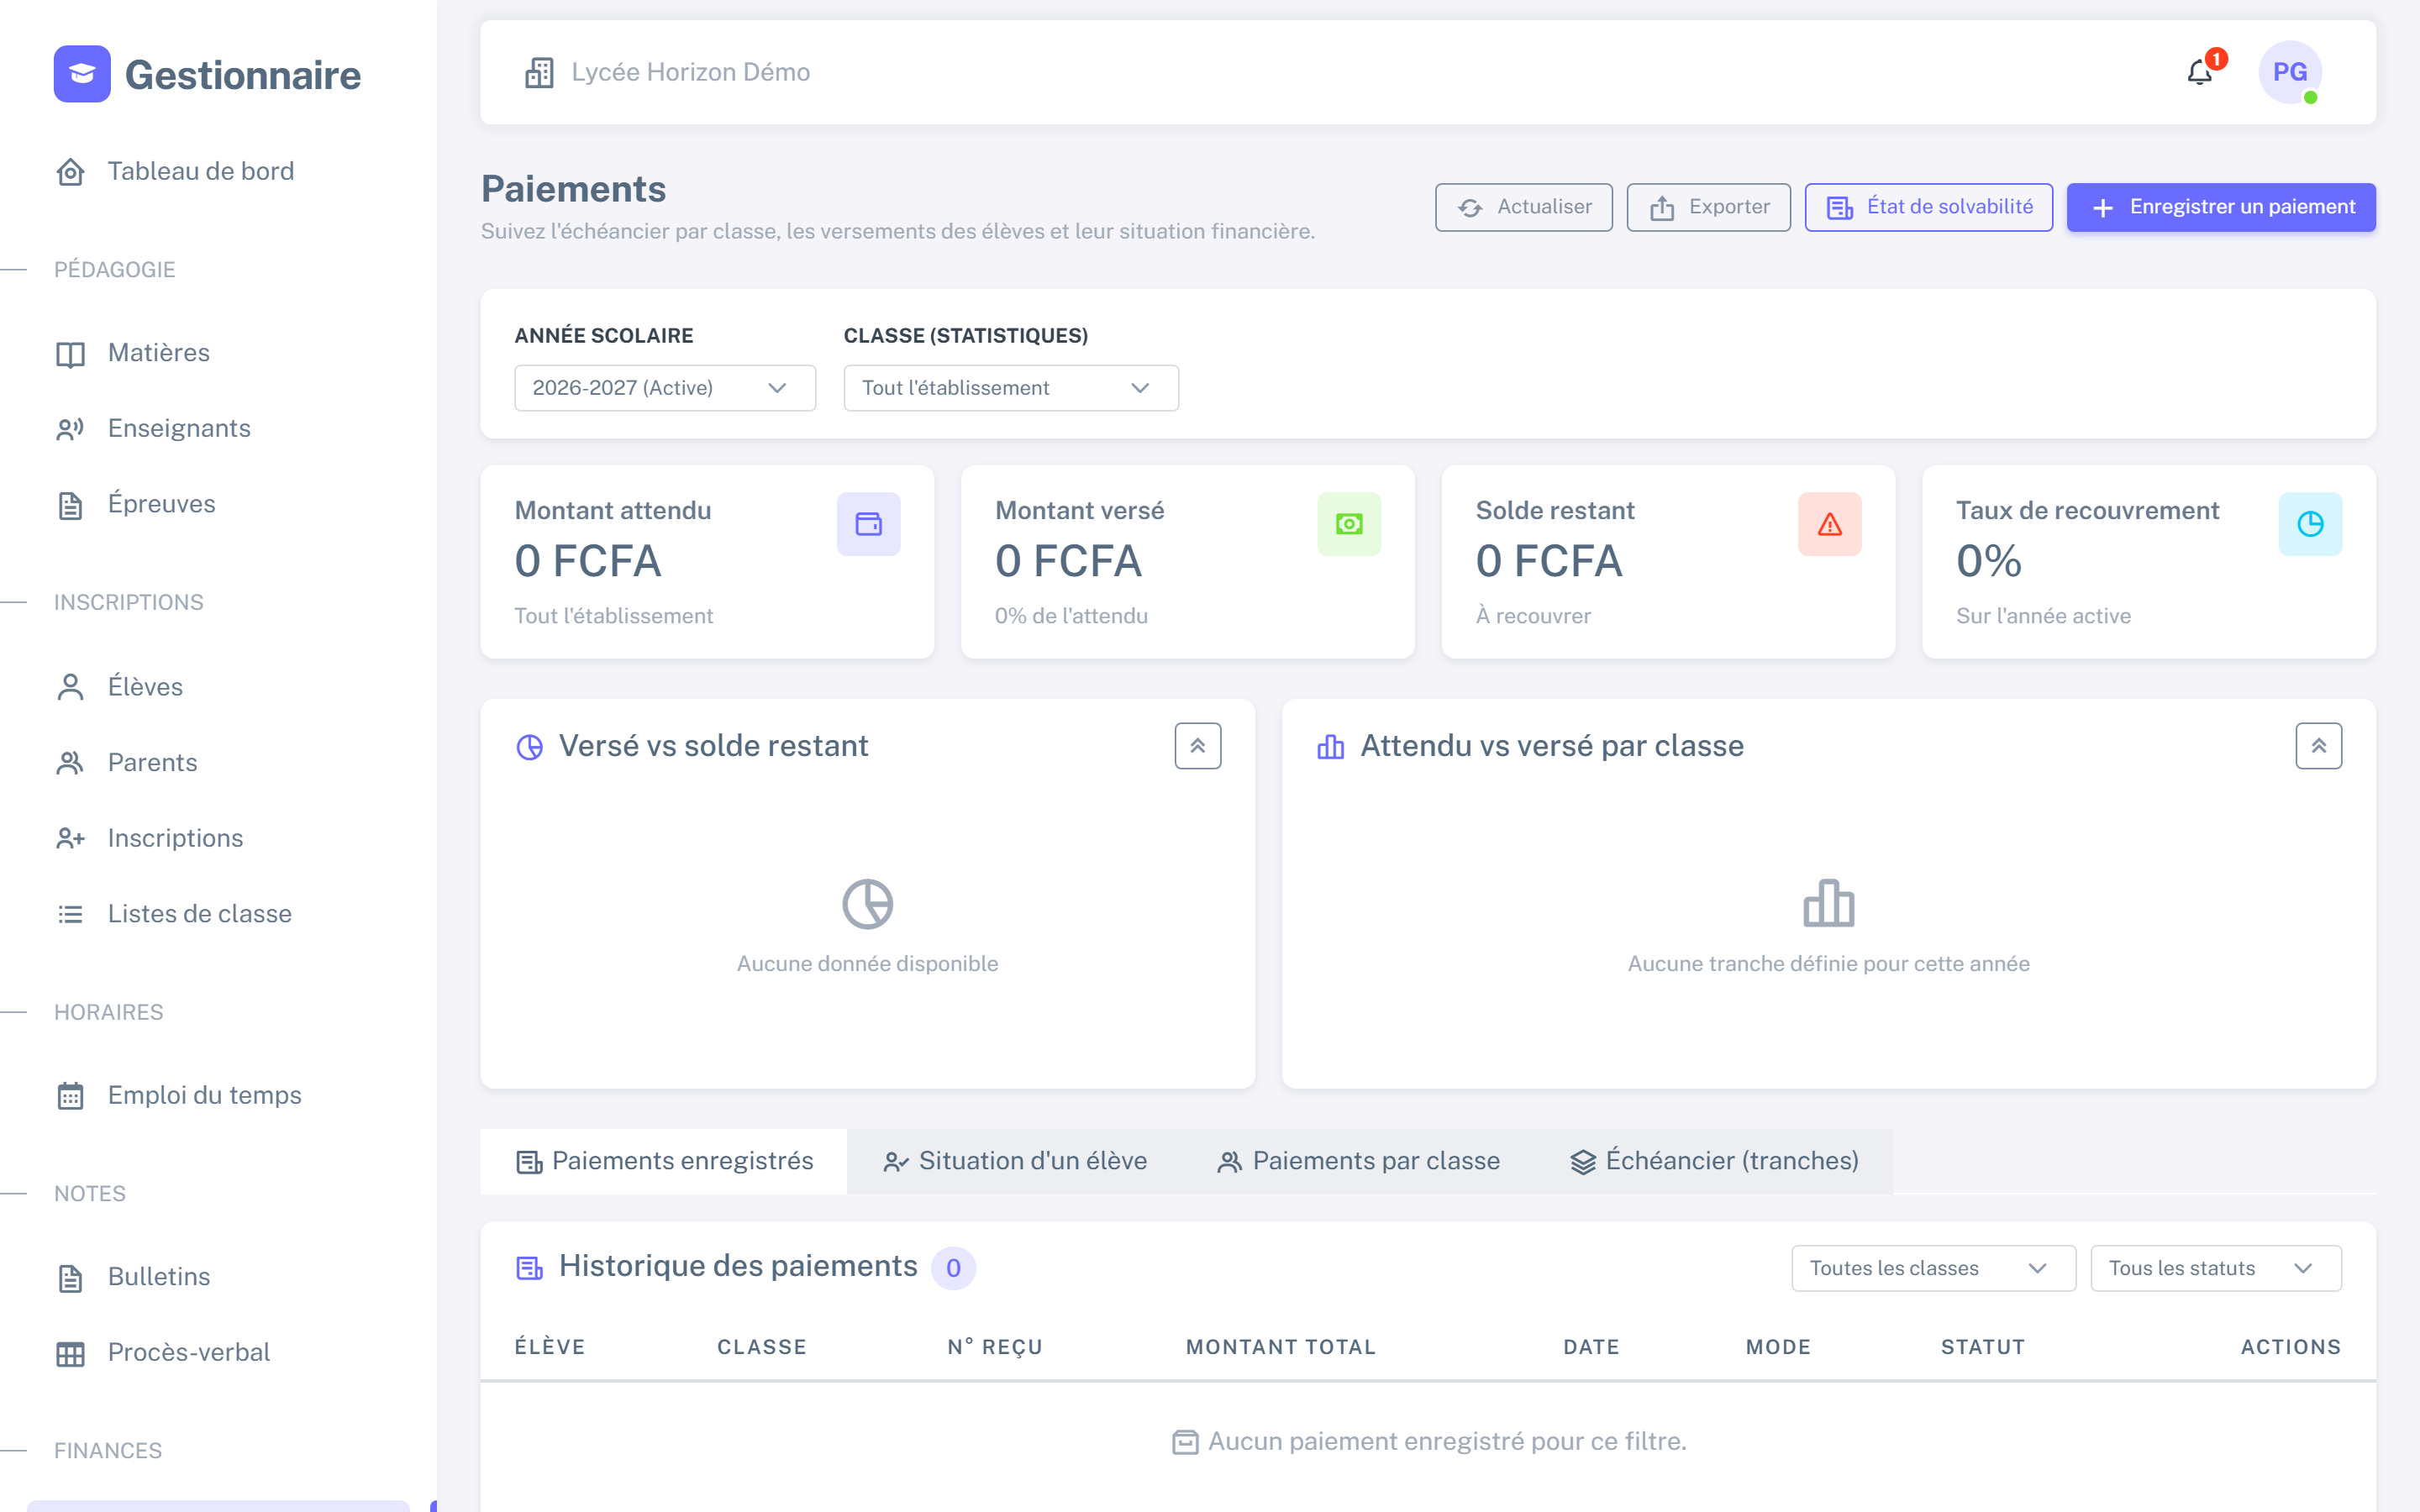 Gestionnaire
Tableau de bord
PÉDAGOGIE
Matières
Enseignants
Épreuves
INSCRIPTIONS
Élèves
Parents
Inscriptions
Listes de classe
HORAIRES
Emploi du temps
NOTES
Bulletins
Procès-verbal
FINANCES
Lycée Horizon Démo
1
PG
Paiements
Suivez l'échéancier par classe, les versements des élèves et leur situation financière.
Actualiser
Exporter
État de solvabilité
Enregistrer un paiement
ANNÉE SCOLAIRE
2026-2027 (Active)
CLASSE (STATISTIQUES)
Tout l'établissement
Montant attendu
0 FCFA
Tout l'établissement
Montant versé
0 FCFA
0% de l'attendu
Solde restant
0 FCFA
À recouvrer
Taux de recouvrement
0%
Sur l'année active
Versé vs solde restant
Aucune donnée disponible
Attendu vs versé par classe
Aucune tranche définie pour cette année
Paiements enregistrés
Situation d'un élève
Paiements par classe
Échéancier (tranches)
Historique des paiements 0
Toutes les classes
Tous les statuts
ÉLÈVE CLASSE N° REÇU MONTANT TOTAL DATE MODE STATUT ACTIONS
Aucun paiement enregistré pour ce filtre.